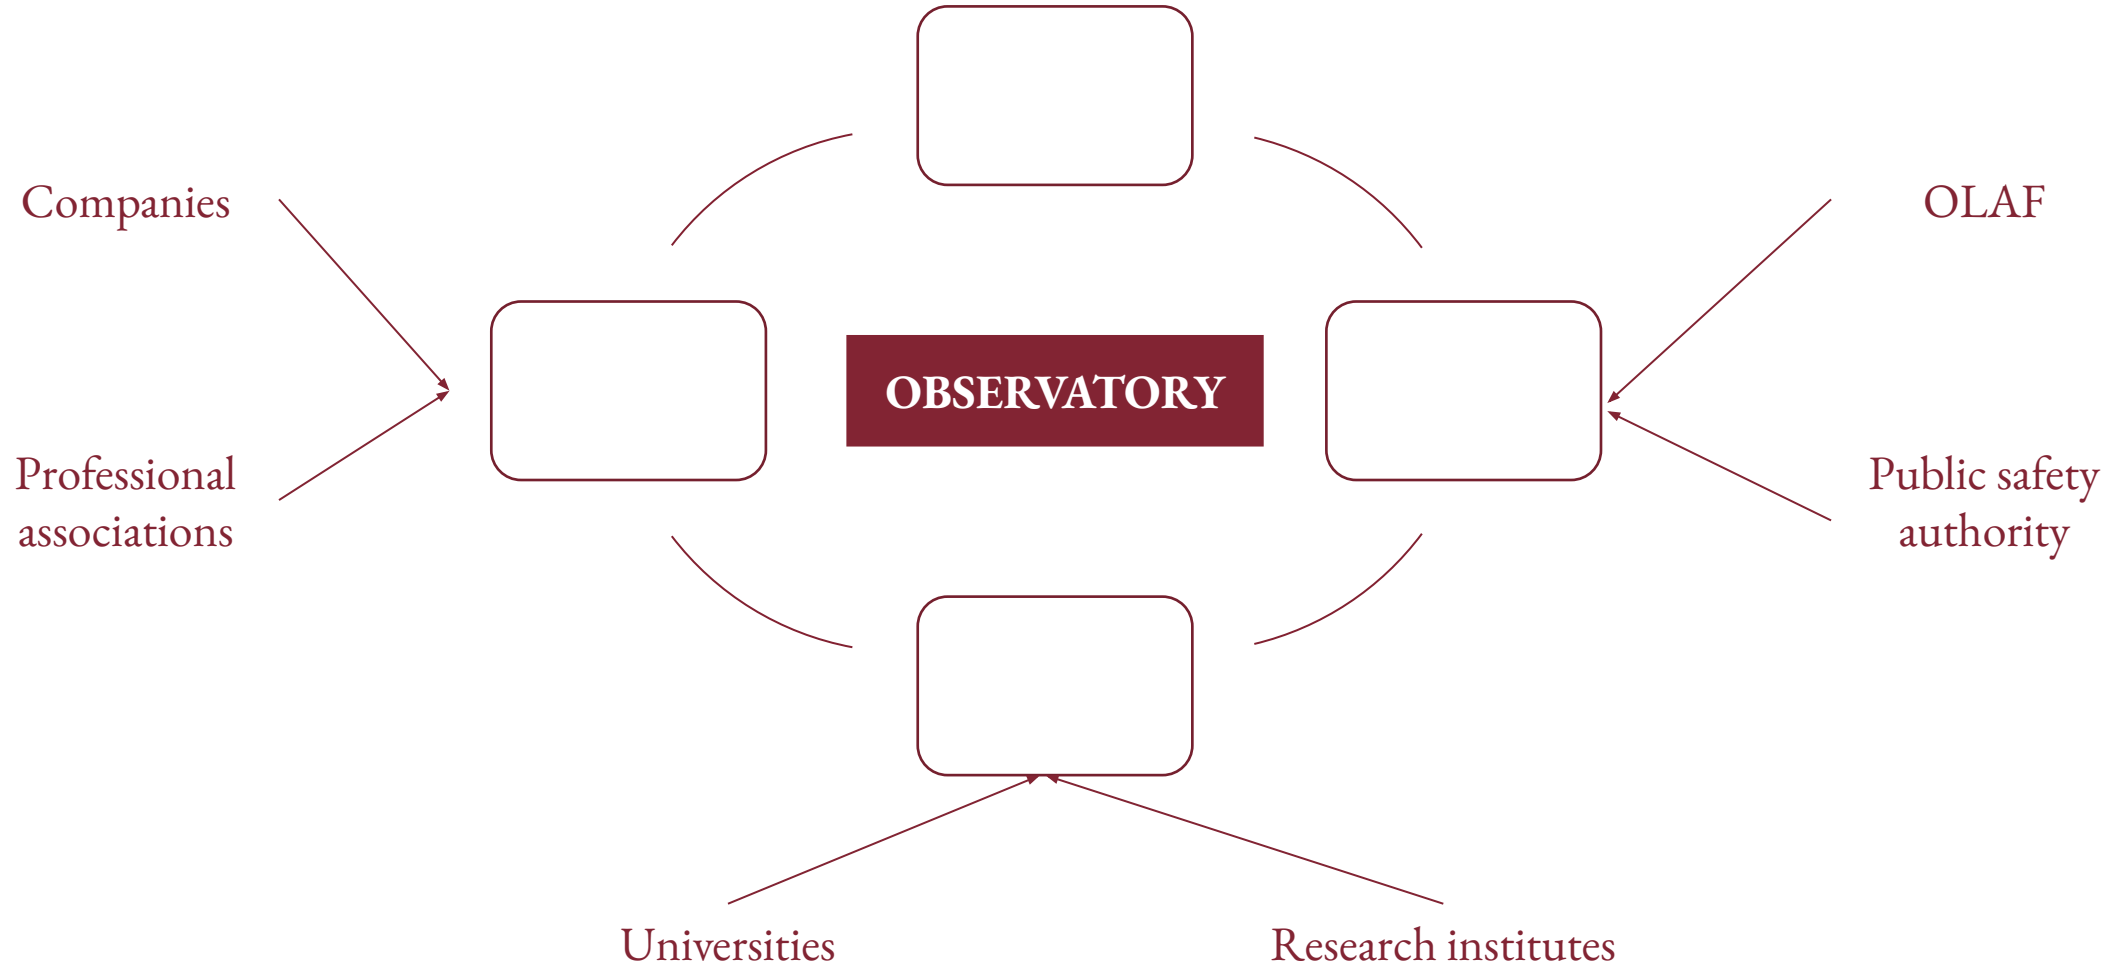 Companies
OLAF
OBSERVATORY
Professional
associations
Public safety
authority
Universities
Research institutes